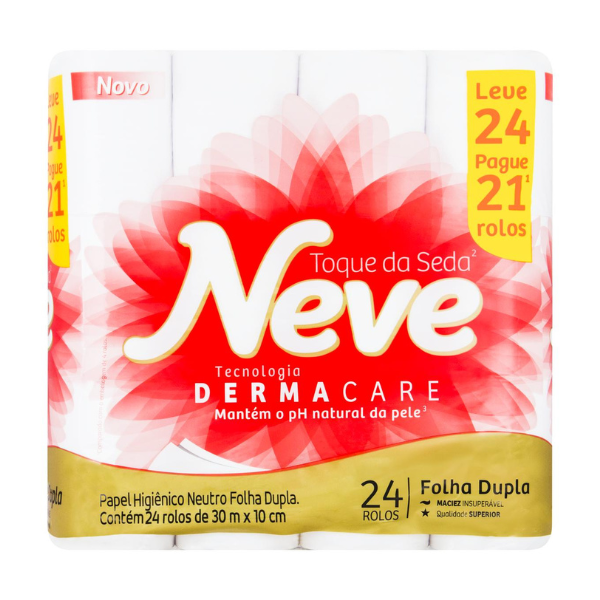 Novo
Leve
24
Pague
21¹
rolos
Leve
24
Pague
21¹
rolos
Toque da Seda²
Neve
Tecnologia
DERMACARE
Mantém o pH natural da pele³
Papel Higiênico Neutro Folha Dupla.
Contém 24 rolos de 30 m x 10 cm
24
ROLOS
Folha Dupla
MACIEZ INSUPERÁVEL
Qualidade SUPERIOR
Dupla